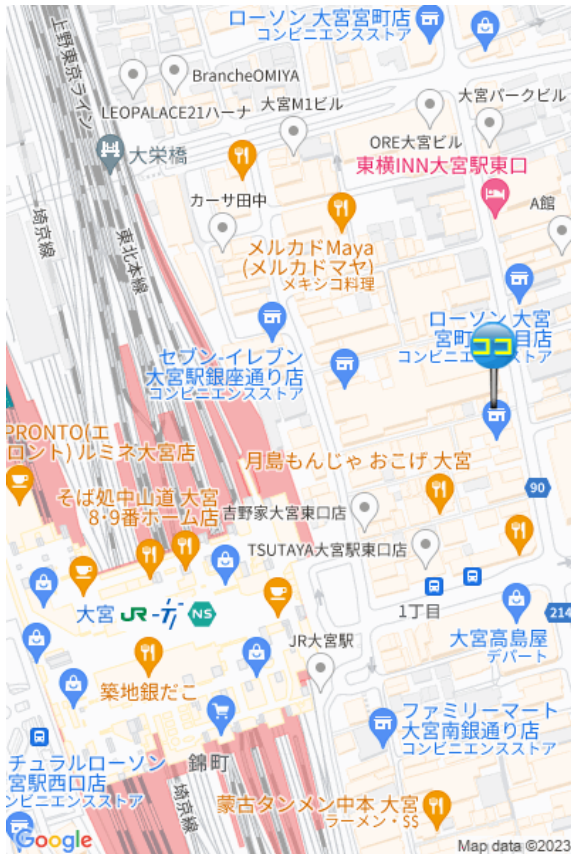 ローソン 大宮宮町店
コンビニエンスストア
上野東京ライン
BrancheOMIYA
LEOPALACE21ハーナ
大宮M1ビル
大宮パークビル
ORE大宮ビル
大栄橋
東横INN大宮駅東口
カーサ田中
A館
埼京線
東北本線
メルカドMaya
(メルカドマヤ)
メキシコ料理
ローソン 大宮
宮町
目店
コンビニエンスストア
ココ
セブン-イレブン
大宮駅銀座通り店
コンビニエンスストア
PRONTO(エ
ロント) ルミネ大宮店
月島もんじゃ おこげ 大宮
そば処中山道 大宮
8・9番ホーム店
吉野家大宮東口店
90
TSUTAYA大宮駅東口店
大宮 JR
NS
1丁目
214
大宮高島屋
デパート
JR大宮駅
築地銀だこ
ファミリーマート
大宮南銀通り店
コンビニエンスストア
チュラルローソン
宮駅西口店
ンビニエンスストア
錦町
埼京線
蒙古タンメン中本 大宮
ラーメン・SS
Google
Map data ©2023